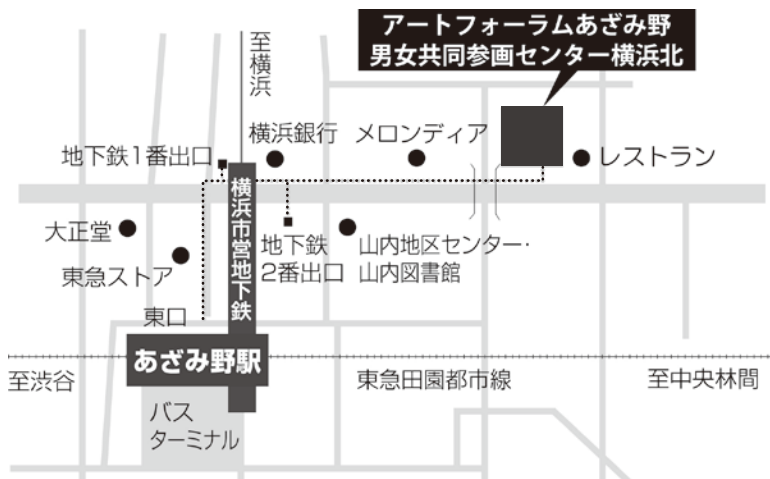 アートフォーラムあざみ野
男女共同参画センター横浜北
至横浜
横浜銀行
メロンディア
地下鉄1番出口
レストラン
横浜市営地下鉄
大正堂
地下鉄
2番出口
山内地区センター・
山内図書館
東急ストア
東口
あざみ野駅
至渋谷
東急田園都市線
至中央林間
バス
ターミナル